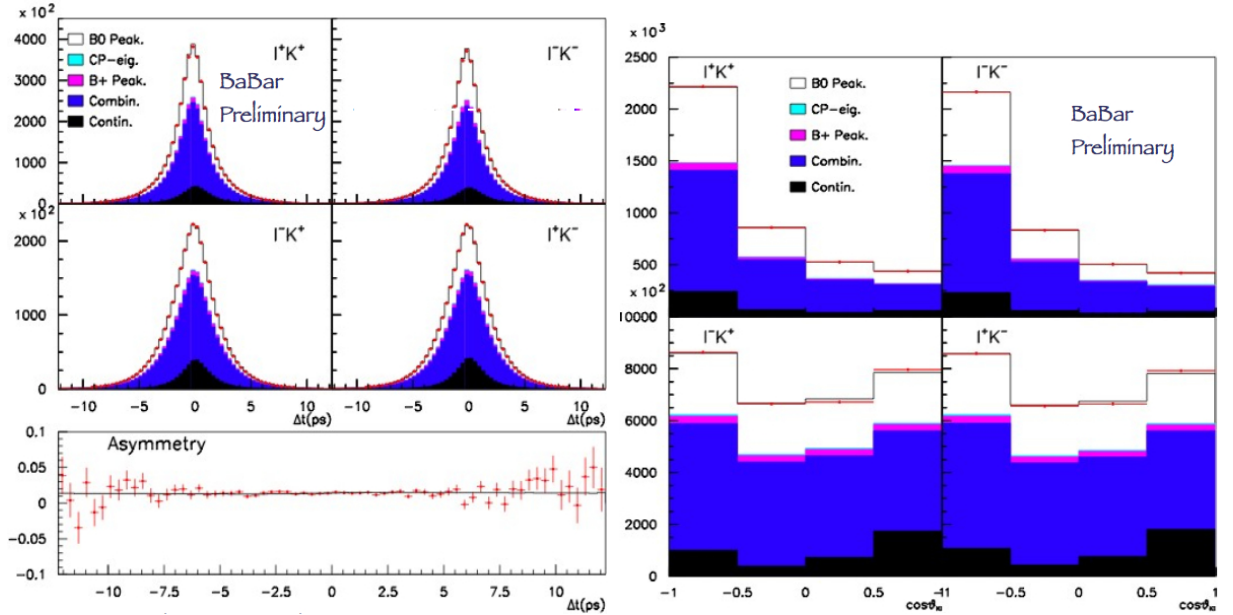 x 10²
4000
3000
2000
1000
0
B0 Peak.
CP-eig.
B+ Peak.
Combin.
Contin.
l⁺K⁺
BaBar
Preliminary
l⁻K⁻
x 10²
2000
1000
0
l⁻K⁺
l⁺K⁻
-10 -5 0 5 10
Δt(ps)
-10 -5 0 5 10
Δt(ps)
0.1
0.05
0
-0.05
-0.1
Asymmetry
-10 -7.5 -5 -2.5 0 2.5 5 7.5 10
Δt(ps)
x 10³
2500
2000
1500
1000
500
l⁺K⁺
B0 Peak.
CP-eig.
B+ Peak.
Combin.
Contin.
l⁻K⁻
BaBar
Preliminary
x 10²
10000
8000
6000
4000
2000
0
l⁻K⁺
l⁺K⁻
-1 -0.5 0 0.5
cosϑ
-1 -0.5 0 0.5 1
cosϑ